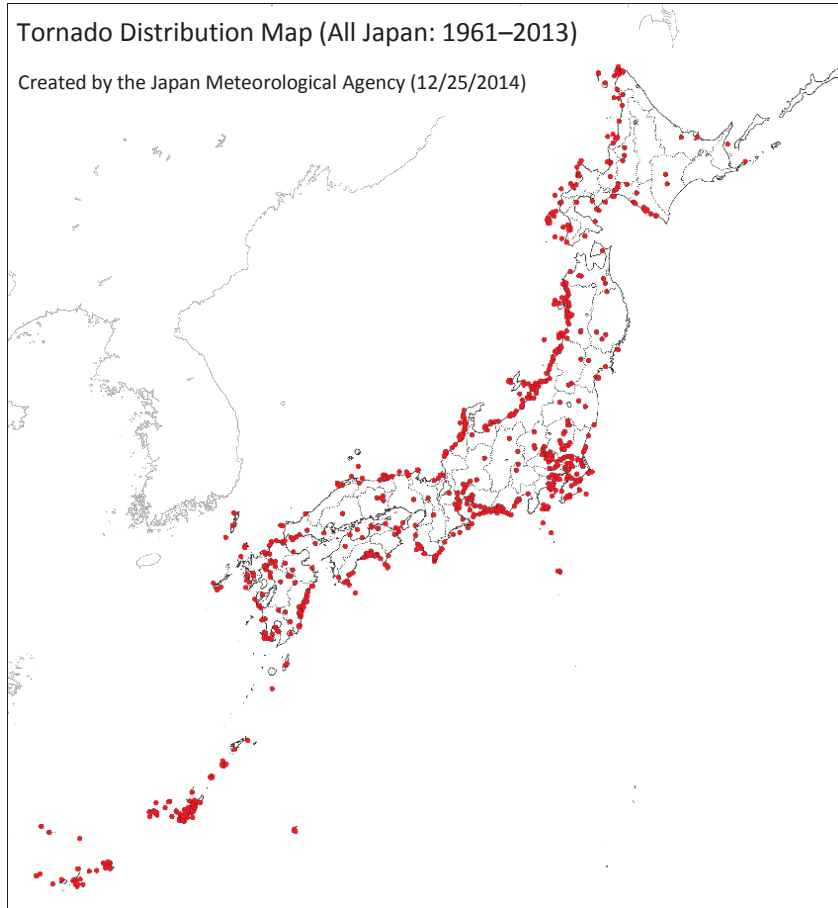 Tornado Distribution Map (All Japan: 1961–2013)
Created by the Japan Meteorological Agency (12/25/2014)